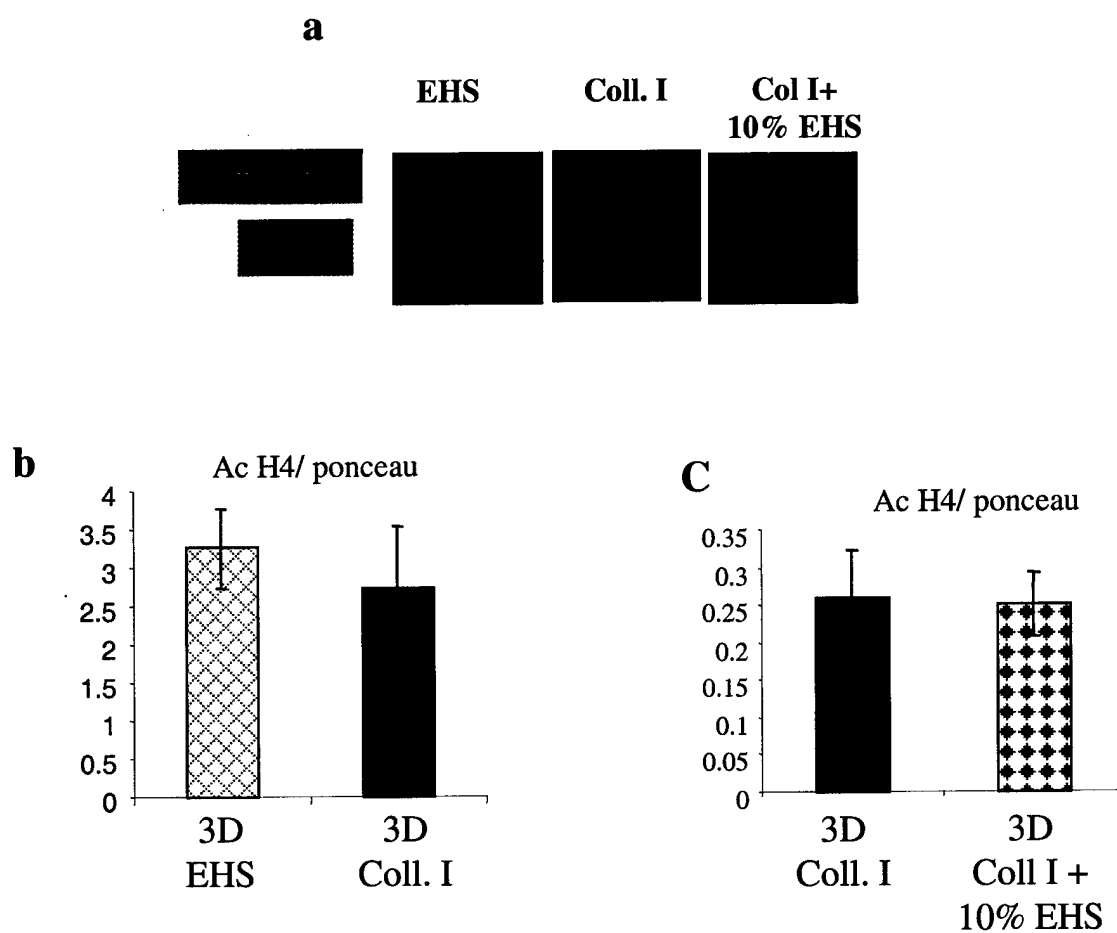 a
EHS
Coll. I
Col I+
10% EHS
b
Ac H4/ ponceau
4
3.5
3
2.5
2
1.5
1
0.5
0
3D
EHS
3D
Coll. I
C
Ac H4/ ponceau
0.35
0.3
0.25
0.2
0.15
0.1
0.05
0
3D
Coll. I
3D
Coll I +
10% EHS